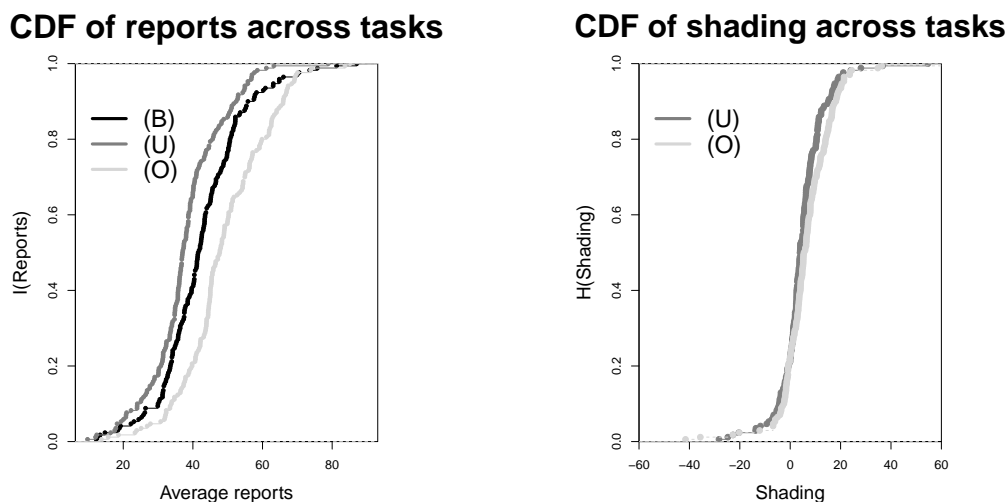 CDF of reports across tasks
I(Reports)
0.0 0.2 0.4 0.6 0.8 1.0
(B)
(U)
(O)
20 40 60 80
Average reports
CDF of shading across tasks
H(Shading)
0.0 0.2 0.4 0.6 0.8 1.0
(U)
(O)
−60 −40 −20 0 20 40 60
Shading